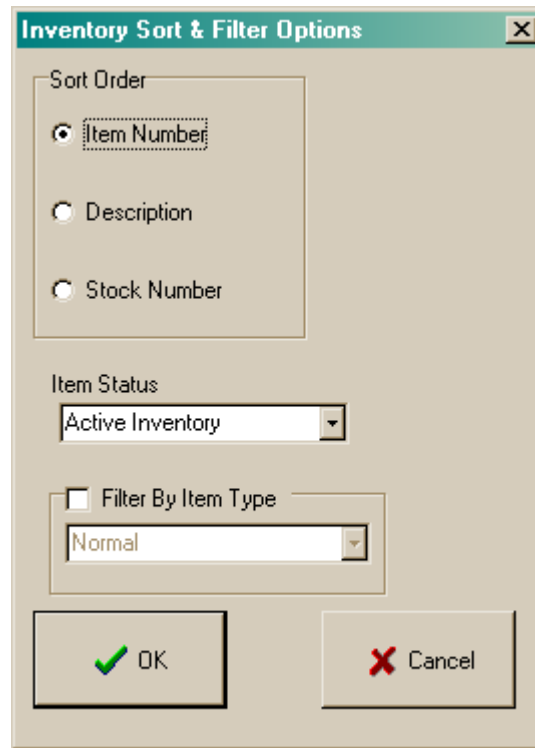 Inventory Sort & Filter Options
Sort Order
Item Number
Description
Stock Number
Item Status
Active Inventory
Filter By Item Type
Normal
OK Cancel